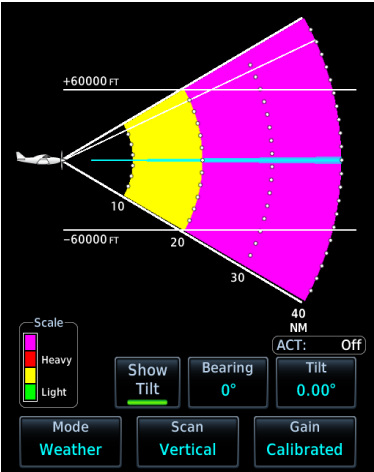 +60000 FT
10
−60000 FT
20
30
40
NM
Scale
Heavy
Light
ACT: Off
Show
Tilt
Bearing
0°
Tilt
0.00°
Mode
Weather
Scan
Vertical
Gain
Calibrated